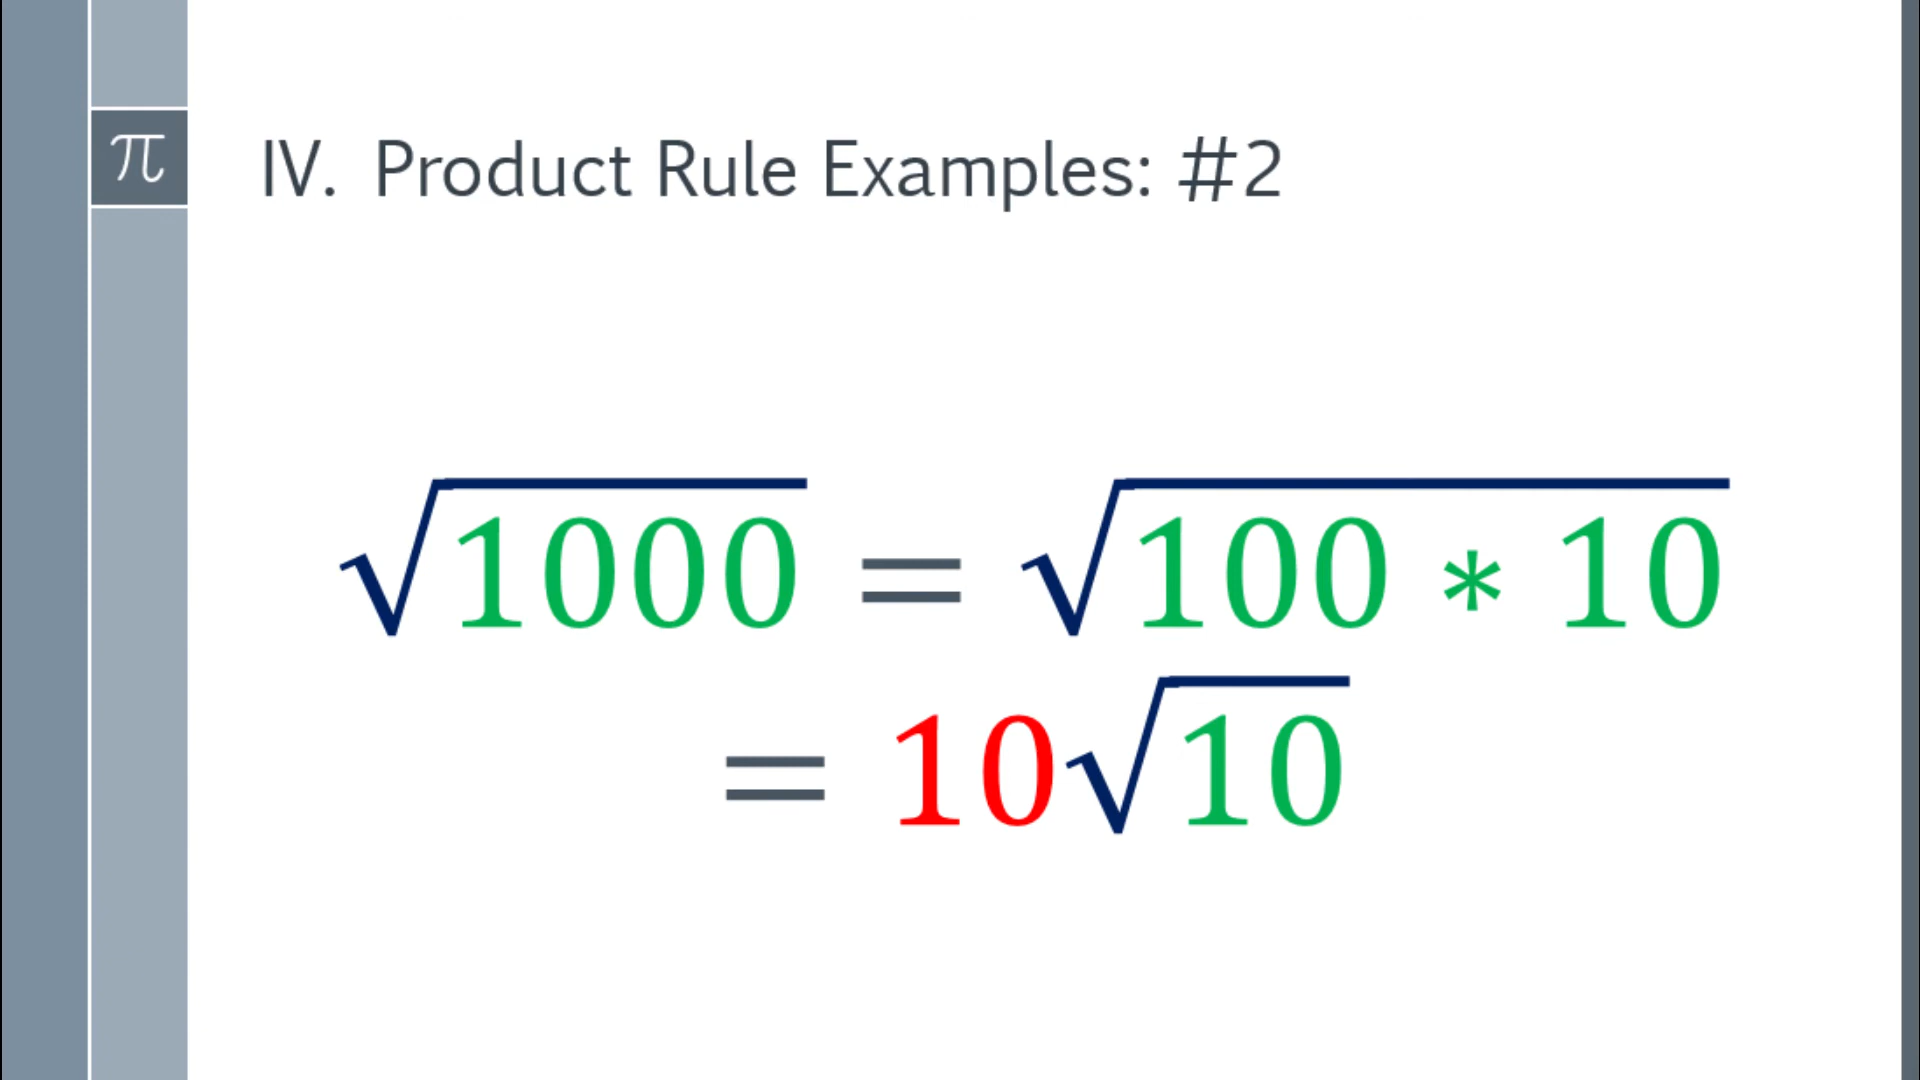 π
IV. Product Rule Examples: #2
√1000 = √100 * 10
= 10√10